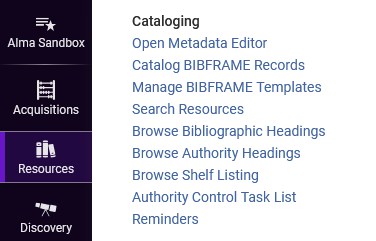 Alma Sandbox
Acquisitions
Resources
Discovery
Cataloging
Open Metadata Editor
Catalog BIBFRAME Records
Manage BIBFRAME Templates
Search Resources
Browse Bibliographic Headings
Browse Authority Headings
Browse Shelf Listing
Authority Control Task List
Reminders